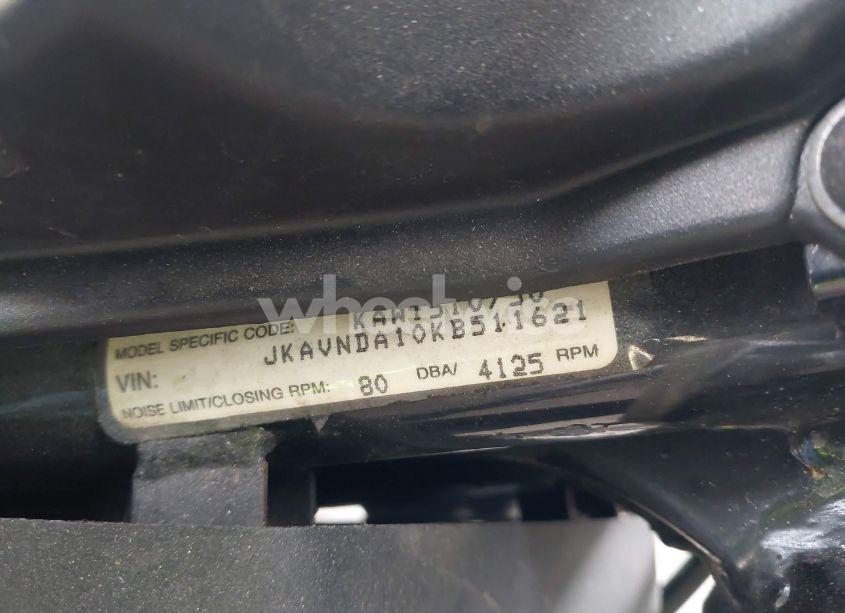 MODEL SPECIFIC CODE:
VIN: JKAVNDA10KB511621
NOISE LIMIT/CLOSING RPM: 80 DBA/ 4125 RPM